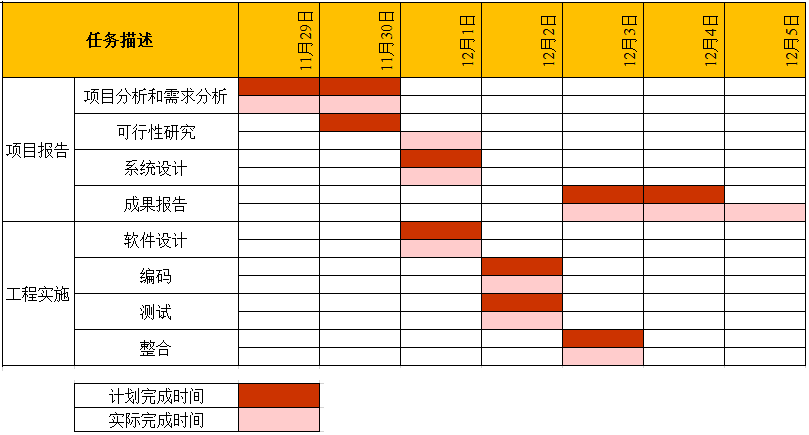 任务描述
11月29日
11月30日
12月1日
12月2日
12月3日
12月4日
12月5日
项目报告
项目分析和需求分析
可行性研究
系统设计
成果报告
工程实施
软件设计
编码
测试
整合
计划完成时间
实际完成时间